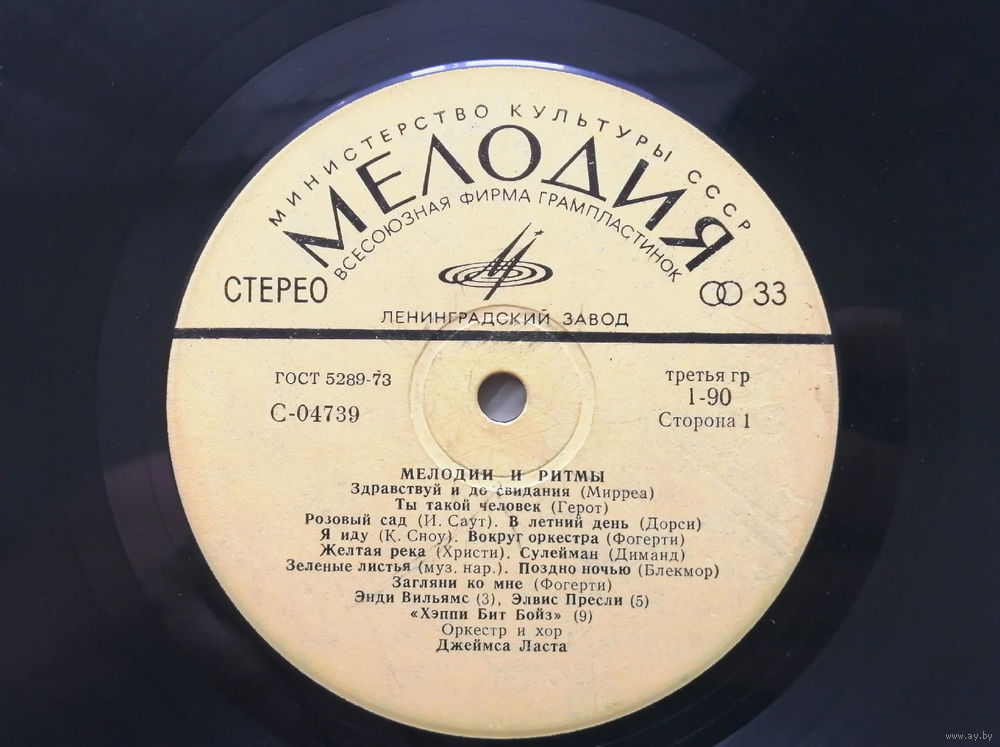 МИНИСТЕРСТВО КУЛЬТУРЫ СССР
МЕЛОДИЯ
ВСЕСОЮЗНАЯ ФИРМА ГРАМПЛАСТИНОК
СТЕРЕО
33
ЛЕНИНГРАДСКИЙ ЗАВОД
ГОСТ 5289-73
третья гр
С-04739
1-90
Сторона 1
МЕЛОДИИ И РИТМЫ
Здравствуй и до свидания (Мирреа)
Ты такой человек (Герот)
Розовый сад (И. Саут). В летний день (Дорси)
Я иду (К. Сноу). Вокруг оркестра (Фогерти)
Желтая река (Христи). Сулейман (Диманд)
Зеленые листья (муз. нар.). Поздно ночью (Блекмор)
Загляни ко мне (Фогерти)
Энди Вильямс (3), Элвис Пресли (5)
«Хэппи Бит Бойз» (9)
Оркестр и хор
Джеймса Ласта
www.ay.by